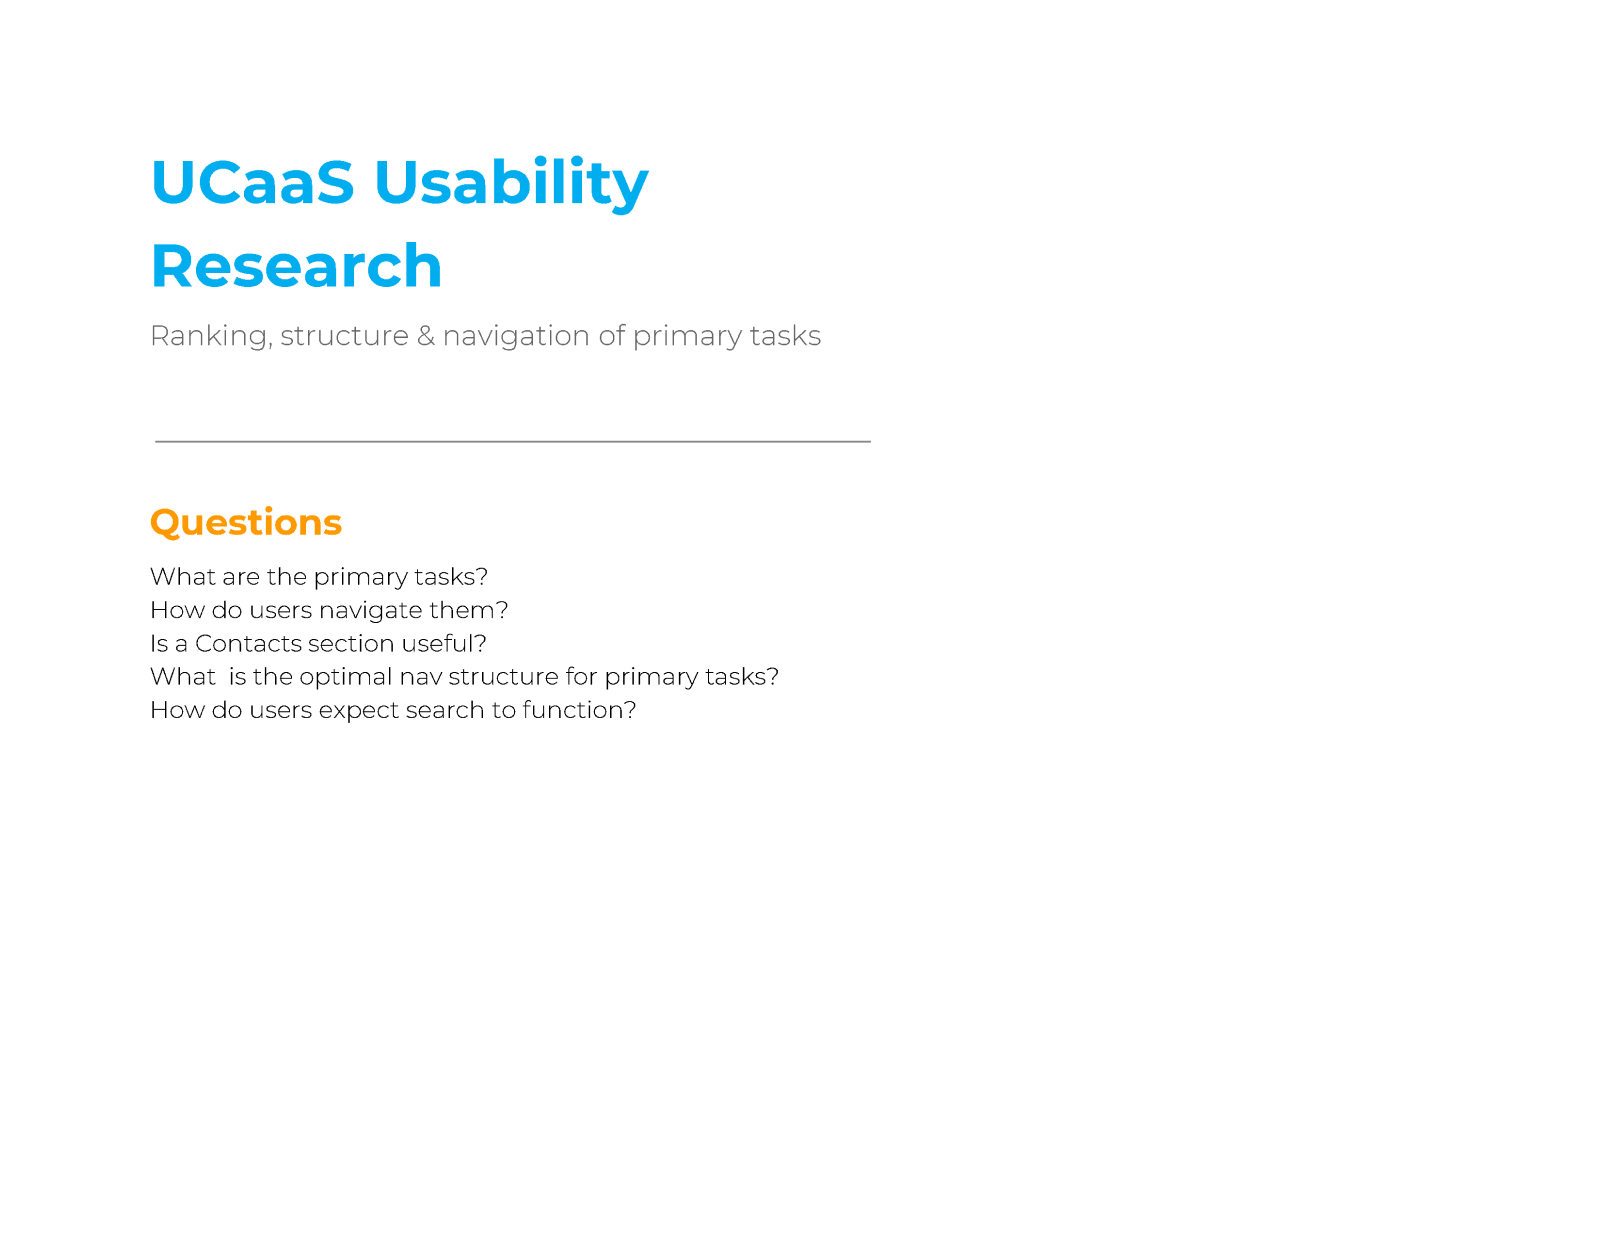 UCaaS Usability
Research
Ranking, structure & navigation of primary tasks
Questions
What are the primary tasks?
How do users navigate them?
Is a Contacts section useful?
What  is the optimal nav structure for primary tasks?
How do users expect search to function?